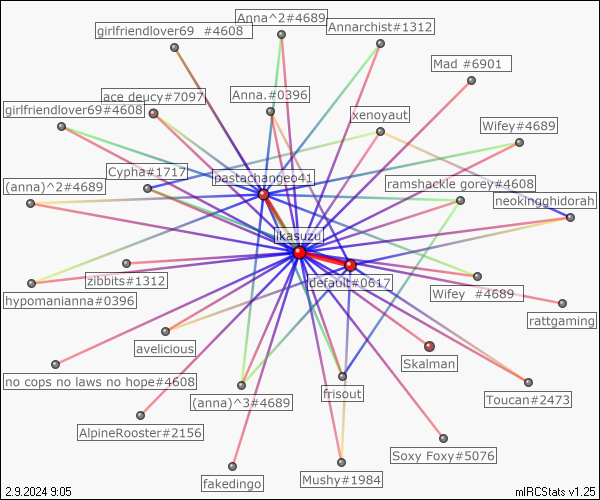 Anna^2#4689
girlfriendlover69  #4608
Annarchist#1312
Mad #6901
ace deucy#7097
Anna.#0396
girlfriendlover69#4608
xenoyaut
Wifey#4689
Cypha#1717
pastachange641
(anna)^2#4689
ramshackle gorey#4608
neokingghidorah
ikasuzu
zibbits#1312
default#0617
hypomanianna#0396
Wifey  #4689
rattgaming
avelicious
Skalman
no cops no laws no hope#4608
frisout
(anna)^3#4689
Toucan#2473
AlpineRooster#2156
Soxy Foxy#5076
fakedingo
Mushy#1984
2.9.2024 9:05
mIRCStats v1.25